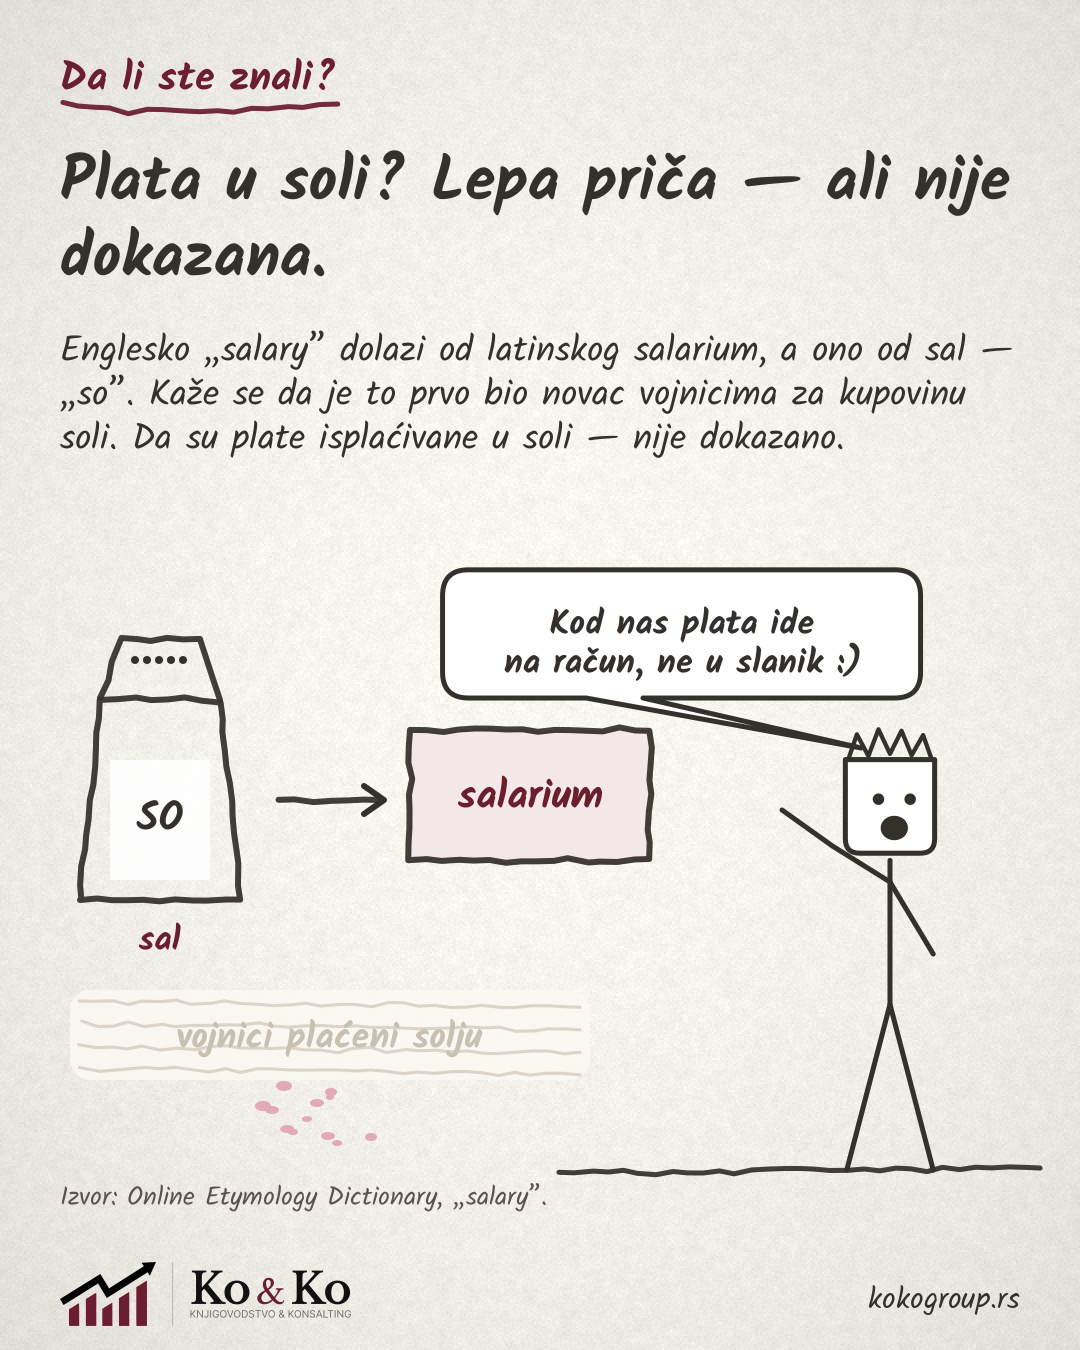 Da li ste znali?
Plata u soli? Lepa priča — ali nije
dokazana.
Englesko „salary” dolazi od latinskog salarium, a ono od sal —
„so”. Kaže se da je to prvo bio novac vojnicima za kupovinu
soli. Da su plate isplaćivane u soli — nije dokazano.
Kod nas plata ide
na račun, ne u slanik :)
SO
salarium
sal
vojnici plaćeni solju
Izvor: Online Etymology Dictionary, „salary”.
Ko & Ko
KNJIGOVODSTVO & KONSALTING
kokogroup.rs